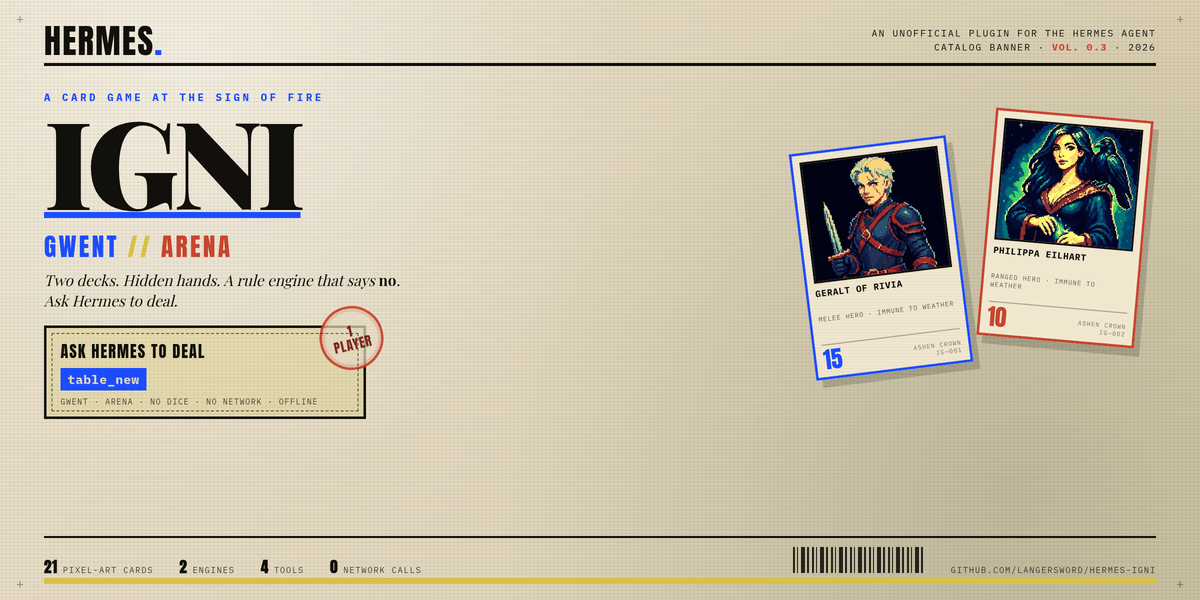 HERMES.
AN UNOFFICIAL PLUGIN FOR THE HERMES AGENT
CATALOG BANNER · VOL. 0.3 · 2026
A CARD GAME AT THE SIGN OF FIRE
IGNI
GWENT // ARENA
Two decks. Hidden hands. A rule engine that says no.
Ask Hermes to deal.
1
PLAYER
ASK HERMES TO DEAL
table_new
GWENT · ARENA · NO DICE · NO NETWORK · OFFLINE
GERALT OF RIVIA
MELEE HERO · IMMUNE TO WEATHER
15
ASHEN CROWN
IG-001
PHILIPPA EILHART
RANGED HERO · IMMUNE TO
WEATHER
10
ASHEN CROWN
IG-002
21 PIXEL-ART CARDS 2 ENGINES 4 TOOLS 0 NETWORK CALLS
GITHUB.COM/LANGERSWORD/HERMES-IGNI